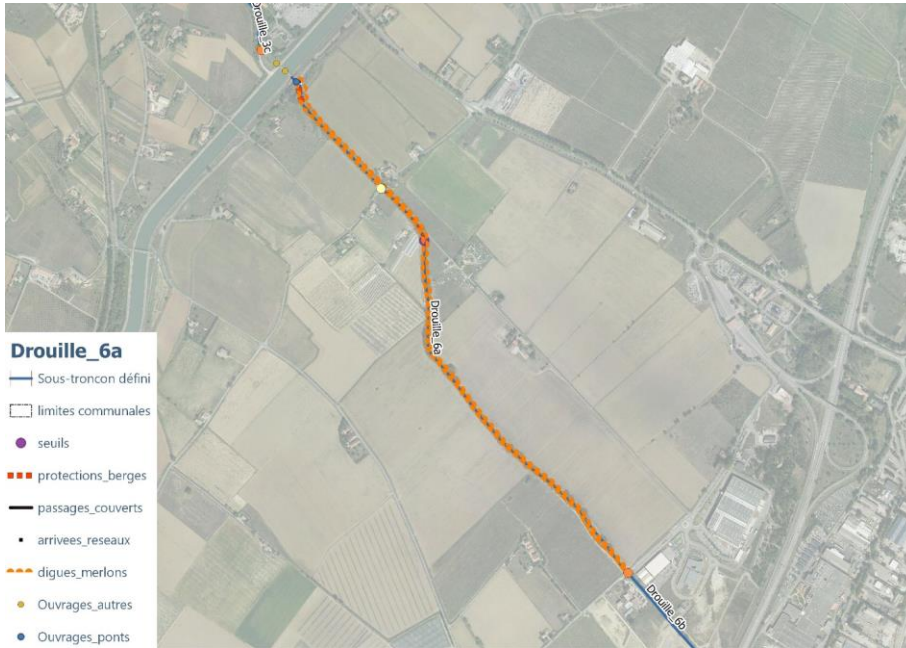 Drouille_3c
Drouille_6a
Drouille_6b
Drouille_6a
Sous-troncon défini
limites communales
seuils
protections_berges
passages_couverts
arrivees_reseaux
digues_merlons
Ouvrages_autres
Ouvrages_ponts